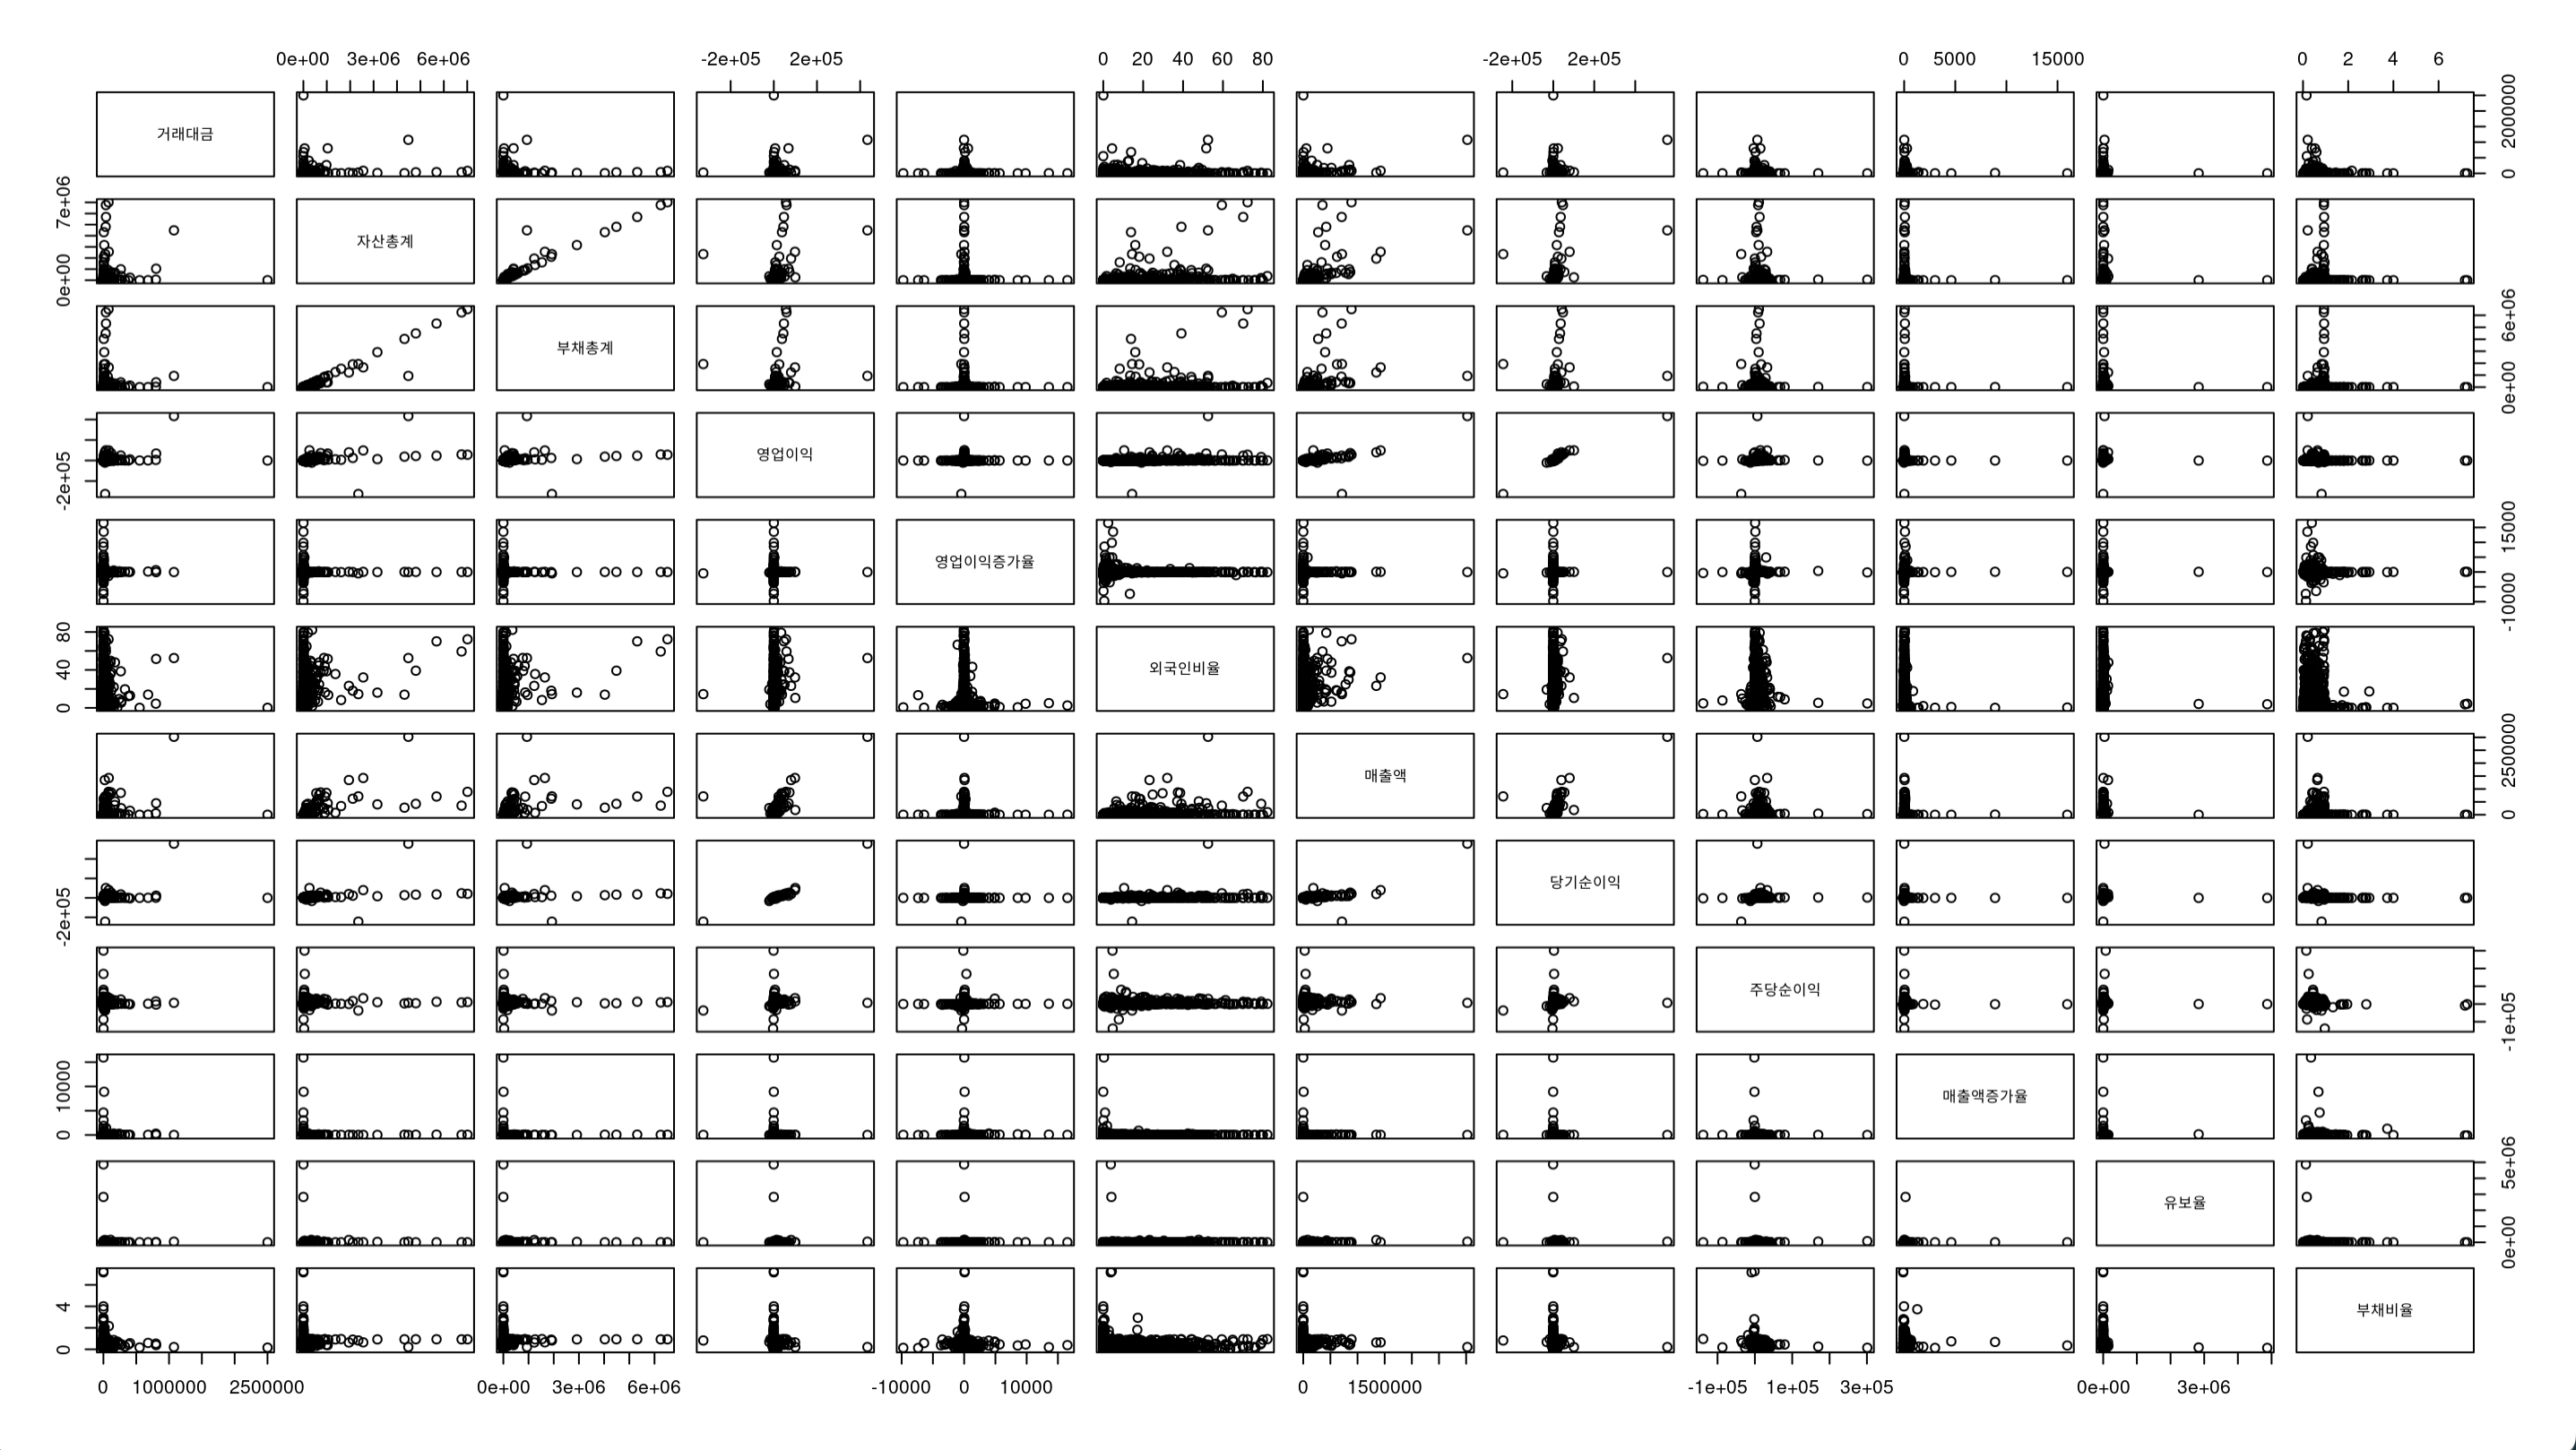 0e+00 3e+06 6e+06 -2e+05 2e+05 0 20 40 60 80 -2e+05 2e+05 0 5000 15000 0 2 4 6
거래대금 0 2000000
0e+00 7e+06 자산총계
부채총계 0e+00 6e+06
-2e+05 영업이익
영업이익증가율 -10000 15000
0 40 80 외국인비율
매출액 0 2500000
-2e+05 당기순이익
주당순이익 -1e+05
0 10000 매출액증가율
유보율 0e+00 5e+06
0 4 부채비율
0 1000000 2500000 0e+00 3e+06 6e+06 -10000 0 10000 0 1500000 -1e+05 1e+05 3e+05 0e+00 3e+06